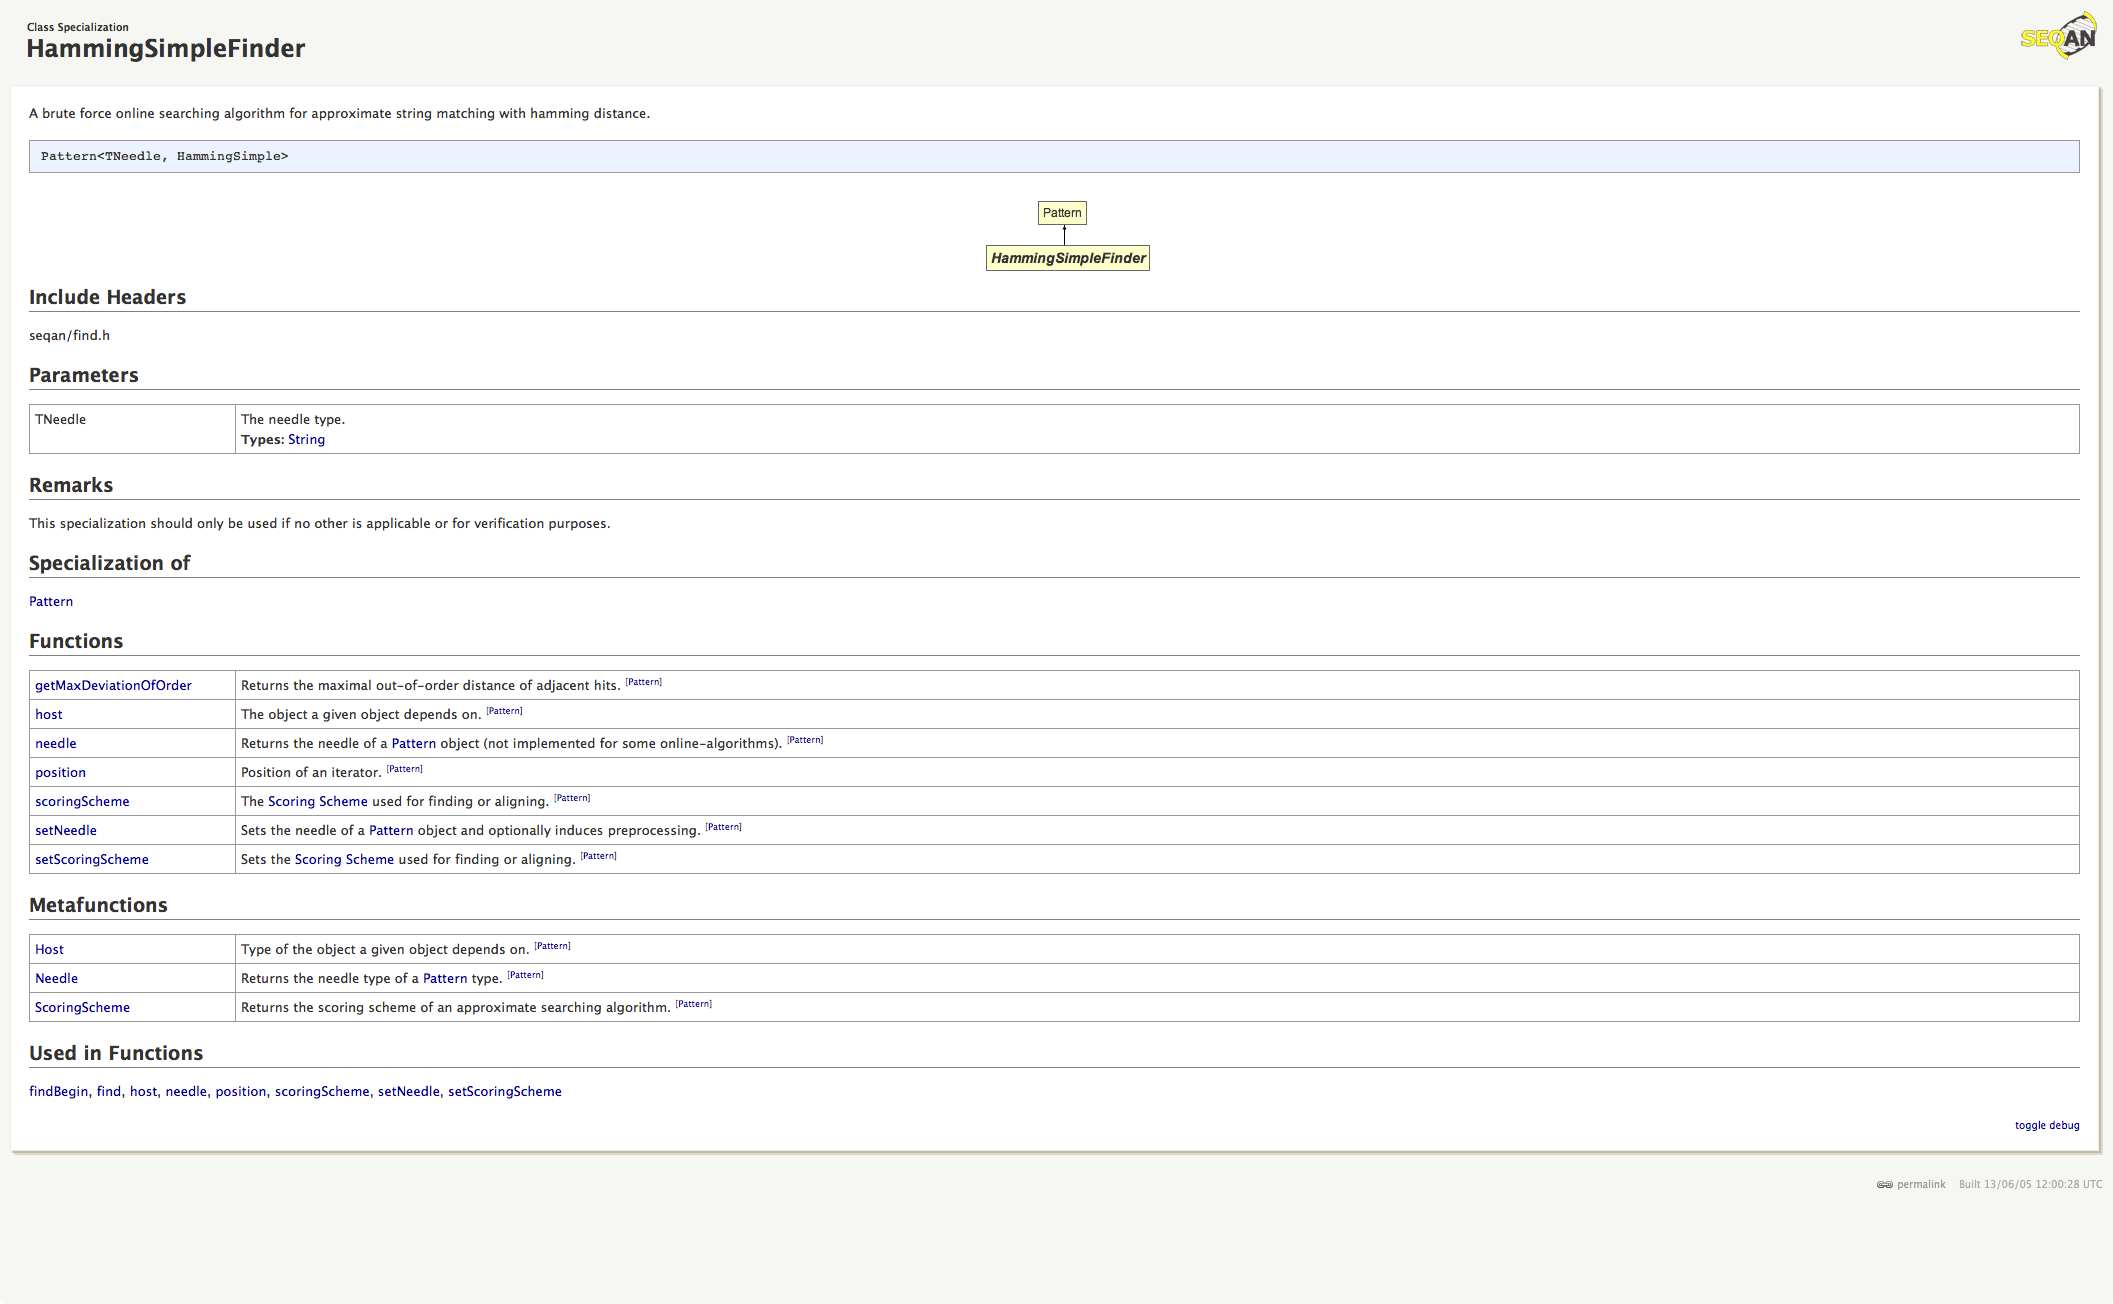 Class Specialization
HammingSimpleFinder
SEQAN
A brute force online searching algorithm for approximate string matching with hamming distance.
Pattern<TNeedle, HammingSimple>
Pattern
HammingSimpleFinder
Include Headers
seqan/find.h
Parameters
TNeedle The needle type.
Types: String
Remarks
This specialization should only be used if no other is applicable or for verification purposes.
Specialization of
Pattern
Functions
getMaxDeviationOfOrder Returns the maximal out-of-order distance of adjacent hits. [Pattern]
host The object a given object depends on. [Pattern]
needle Returns the needle of a Pattern object (not implemented for some online-algorithms). [Pattern]
position Position of an iterator. [Pattern]
scoringScheme The Scoring Scheme used for finding or aligning. [Pattern]
setNeedle Sets the needle of a Pattern object and optionally induces preprocessing. [Pattern]
setScoringScheme Sets the Scoring Scheme used for finding or aligning. [Pattern]
Metafunctions
Host Type of the object a given object depends on. [Pattern]
Needle Returns the needle type of a Pattern type. [Pattern]
ScoringScheme Returns the scoring scheme of an approximate searching algorithm. [Pattern]
Used in Functions
findBegin, find, host, needle, position, scoringScheme, setNeedle, setScoringScheme
toggle debug
permalink Built 13/06/05 12:00:28 UTC